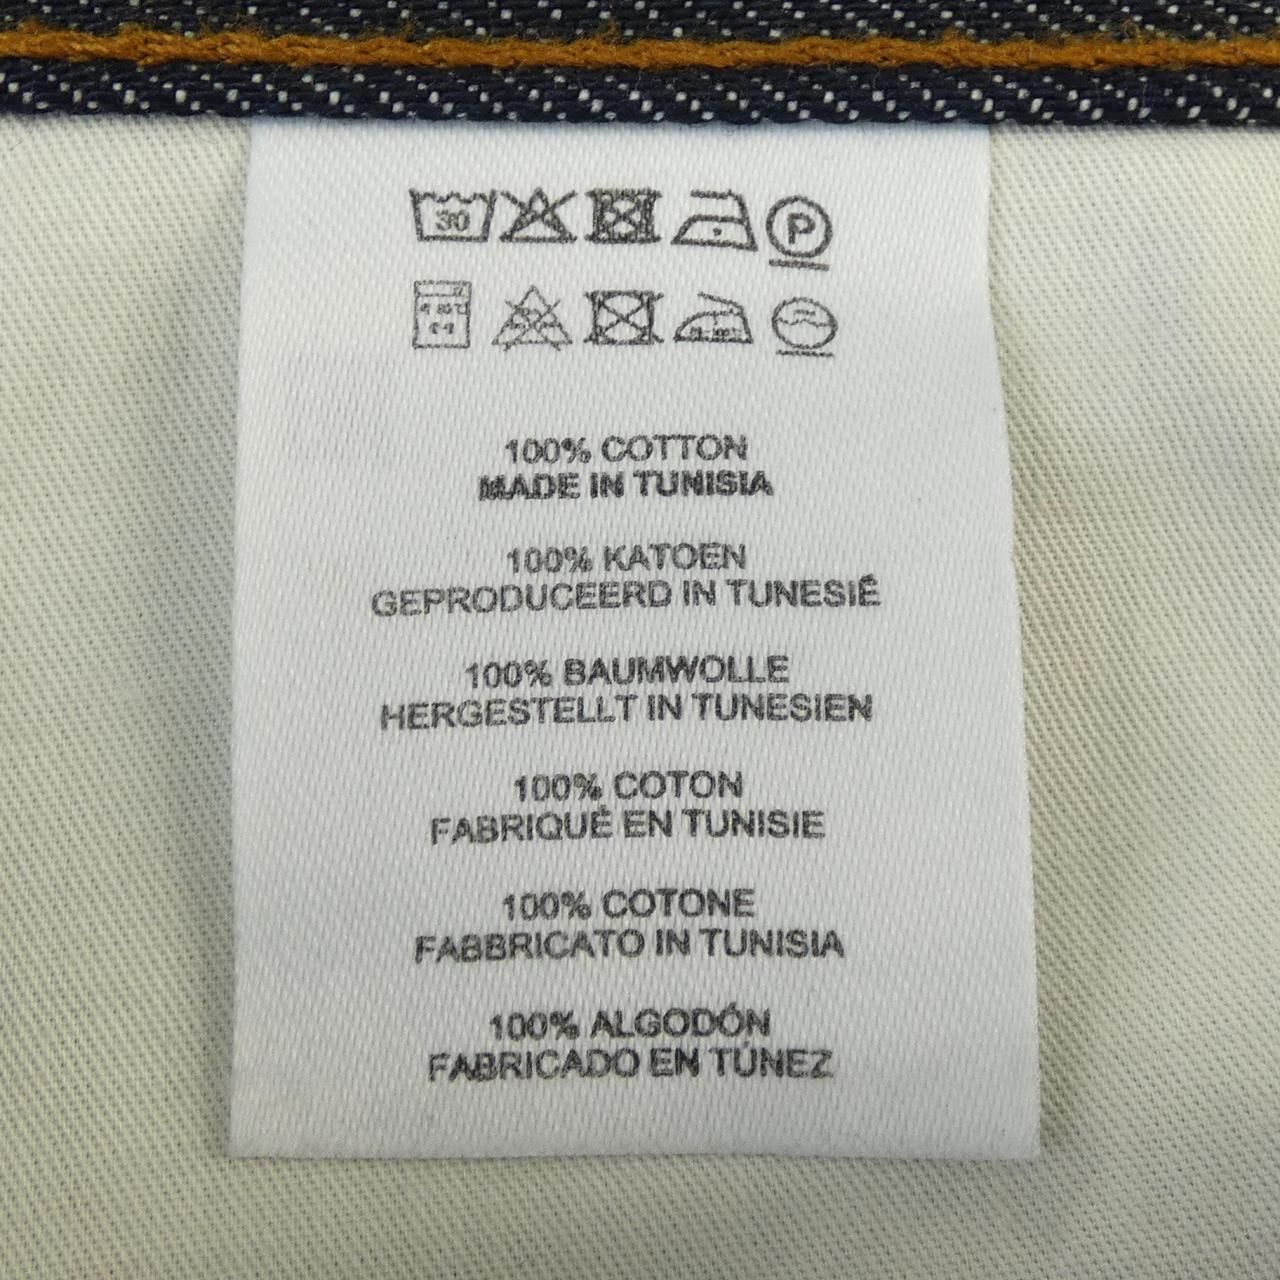 30
P
100% COTTON
MADE IN TUNISIA
100% KATOEN
GEPRODUCEERD IN TUNESIÉ
100% BAUMWOLLE
HERGESTELLT IN TUNESIEN
100% COTON
FABRIQUÉ EN TUNISIE
100% COTONE
FABBRICATO IN TUNISIA
100% ALGODÓN
FABRICADO EN TÚNEZ